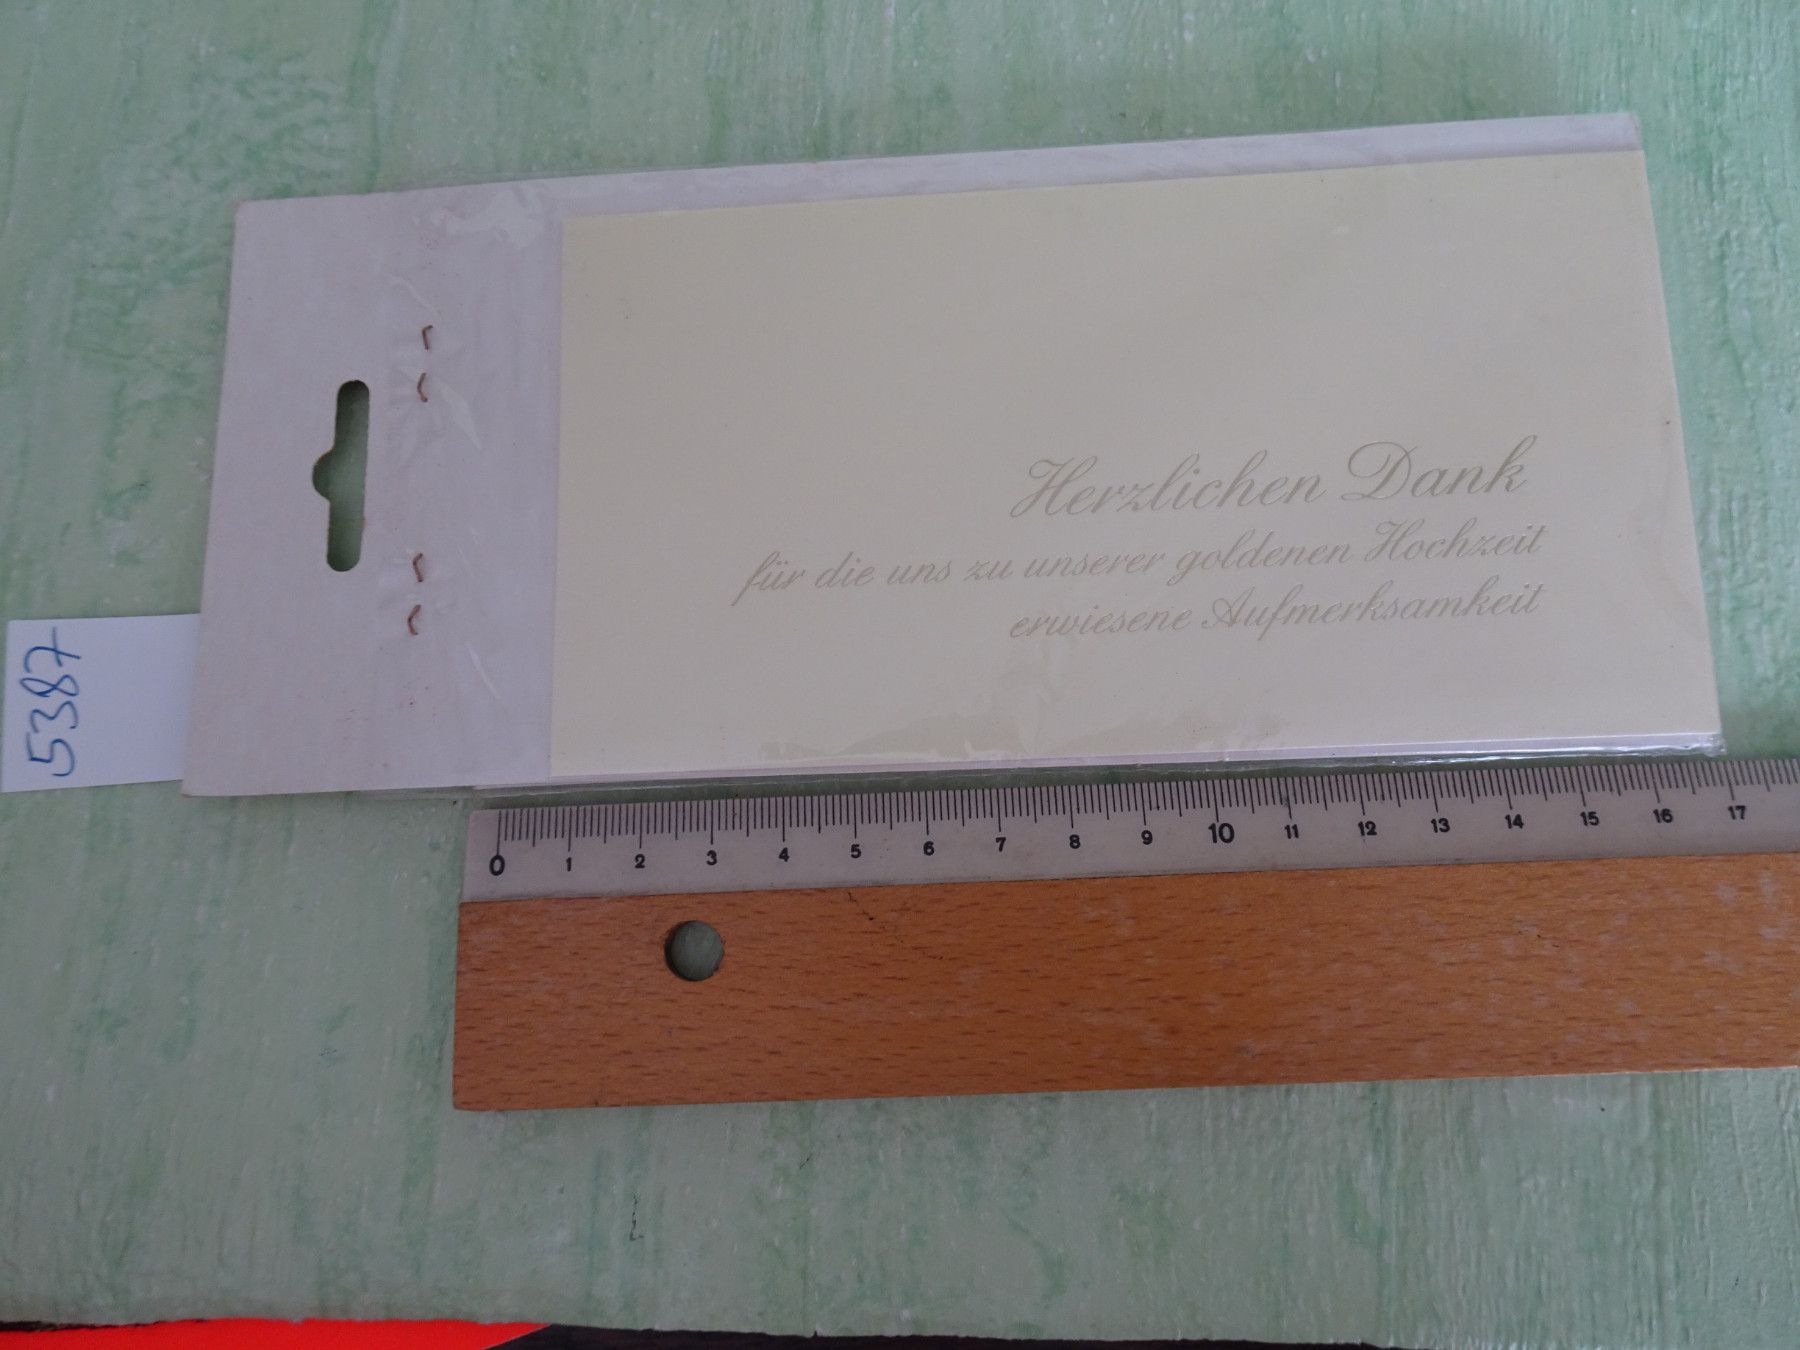 Herzlichen Dank
für die uns zu unserer goldenen Hochzeit
erwiesene Aufmerksamkeit
5387
0 1 2 3 4 5 6 7 8 9 10 11 12 13 14 15 16 17